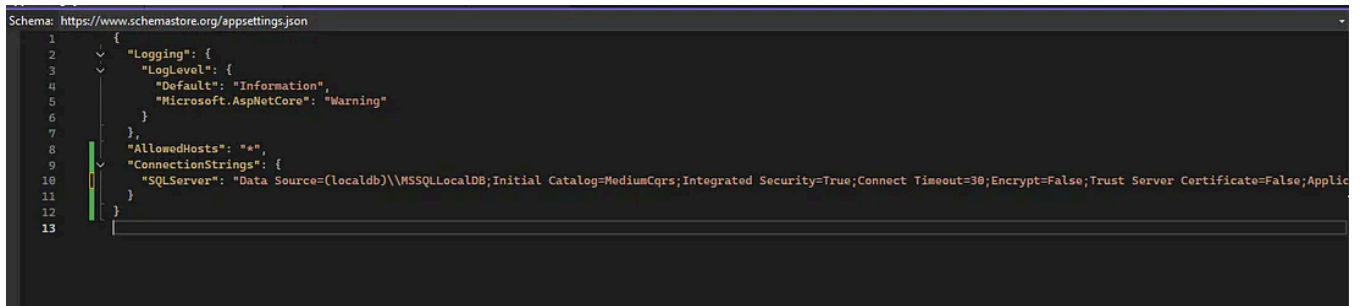 Schema: https://www.schemastore.org/appsettings.json
1 {
2 "Logging": {
3 "LogLevel": {
4 "Default": "Information",
5 "Microsoft.AspNetCore": "Warning"
6 }
7 },
8 "AllowedHosts": "*",
9 "ConnectionStrings": {
10 "SQLServer": "Data Source=(localdb)\\MSSQLLocalDB;Initial Catalog=MediumCqrs;Integrated Security=True;Connect Timeout=30;Encrypt=False;Trust Server Certificate=False;Applic
11 }
12 }
13